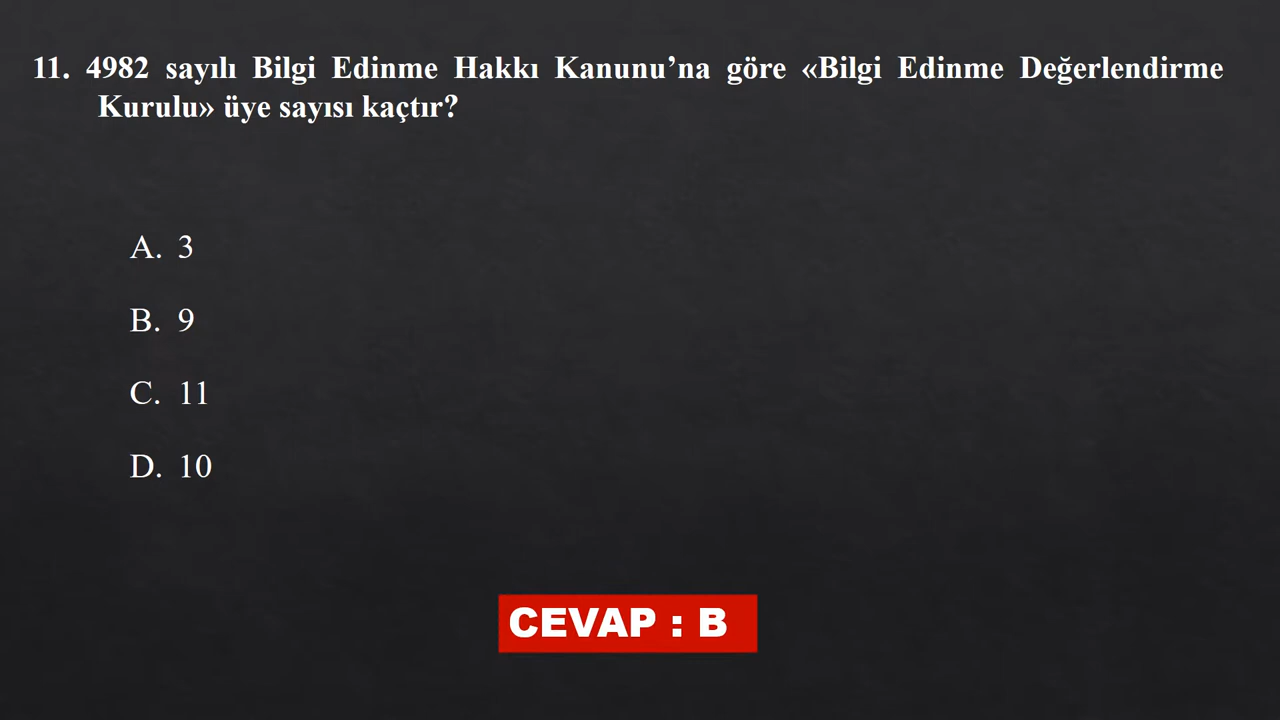 11. 4982 sayılı Bilgi Edinme Hakkı Kanunu’na göre «Bilgi Edinme Değerlendirme
Kurulu» üye sayısı kaçtır?
A. 3
B. 9
C. 11
D. 10
CEVAP : B